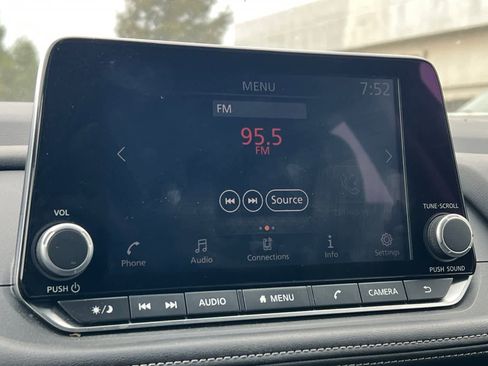 MENU
7:52
FM
95.5
FM
Source
VOL
TUNE·SCROLL
Phone
Audio
Connections
Info
Settings
PUSH
PUSH SOUND
AUDIO
MENU
CAMERA